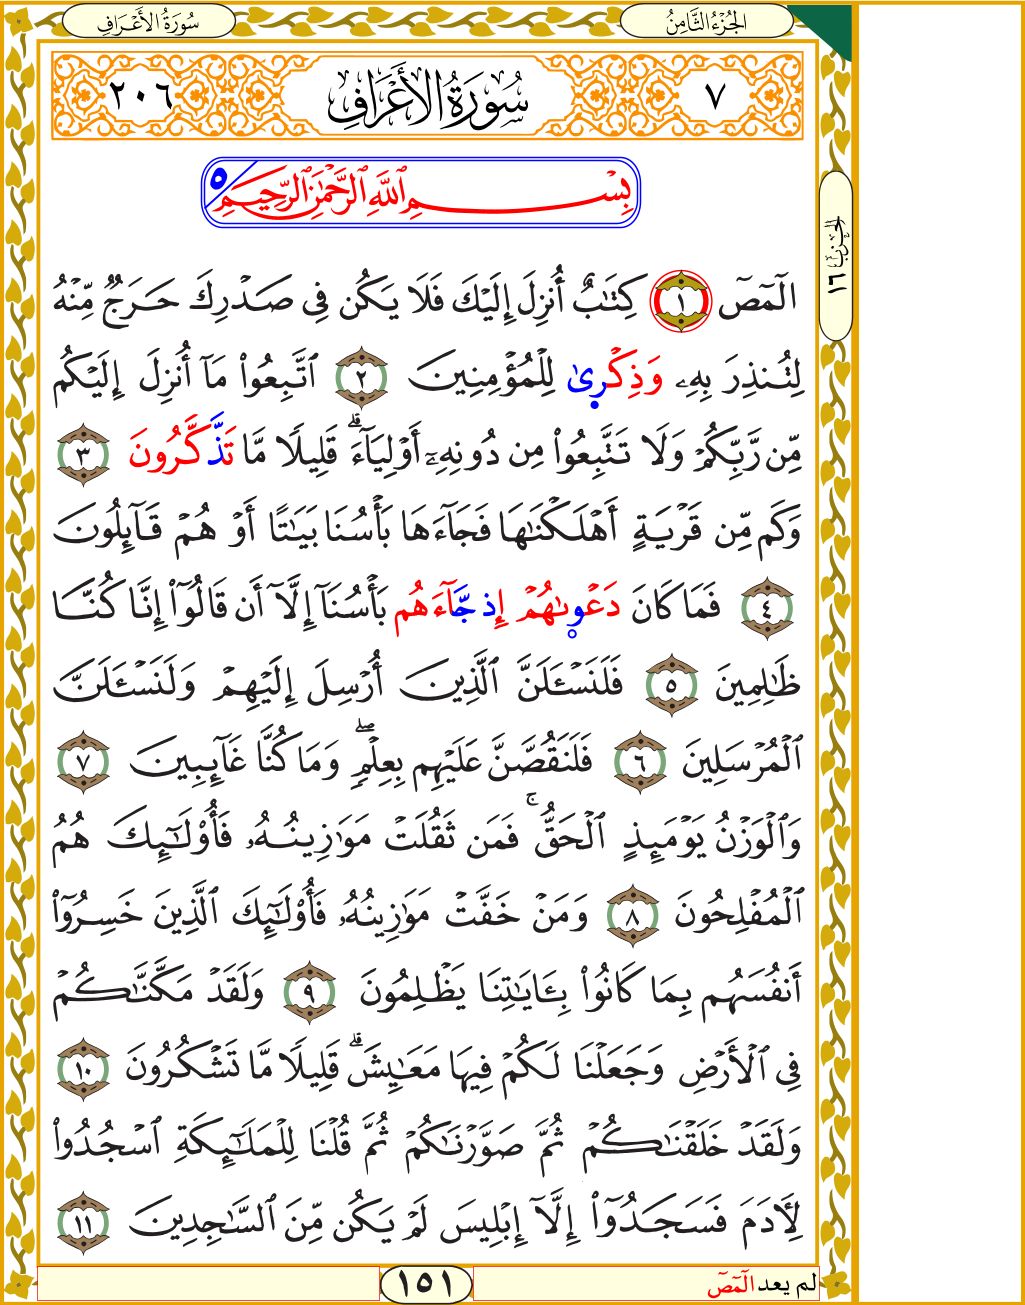 الجُزْءُ الثَّامِنُ
سُورَةُ الأَعْرَافِ
٧
سُورَةُ الأَعْرَافِ
٢٠٦
بِسْمِ ٱللَّهِ ٱلرَّحْمَٰنِ ٱلرَّحِيمِ ٥
الحِزْبُ ١٦
الٓمٓصٓ ١ كِتَٰبٌ أُنزِلَ إِلَيْكَ فَلَا يَكُن فِى صَدْرِكَ حَرَجٌ مِّنْهُ
لِتُنذِرَ بِهِۦ وَذِكْرِىٰ لِلْمُؤْمِنِينَ ٢ ٱتَّبِعُوا۟ مَآ أُنزِلَ إِلَيْكُم
مِّن رَّبِّكُمْ وَلَا تَتَّبِعُوا۟ مِن دُونِهِۦٓ أَوْلِيَآءَ ۗ قَلِيلًا مَّا تَذَّكَّرُونَ ٣
وَكَم مِّن قَرْيَةٍ أَهْلَكْنَٰهَا فَجَآءَهَا بَأْسُنَا بَيَٰتًا أَوْ هُمْ قَآئِلُونَ
٤ فَمَا كَانَ دَعْوِىٰهُمْ إِذ جَّآءَهُم بَأْسُنَآ إِلَّآ أَن قَالُوٓا۟ إِنَّا كُنَّا
ظَٰلِمِينَ ٥ فَلَنَسْـَٔلَنَّ ٱلَّذِينَ أُرْسِلَ إِلَيْهِمْ وَلَنَسْـَٔلَنَّ
ٱلْمُرْسَلِينَ ٦ فَلَنَقُصَّنَّ عَلَيْهِم بِعِلْمٍ ۖ وَمَا كُنَّا غَآئِبِينَ ٧
وَٱلْوَزْنُ يَوْمَئِذٍ ٱلْحَقُّ ۚ فَمَن ثَقُلَتْ مَوَٰزِينُهُۥ فَأُو۟لَٰٓئِكَ هُمُ
ٱلْمُفْلِحُونَ ٨ وَمَنْ خَفَّتْ مَوَٰزِينُهُۥ فَأُو۟لَٰٓئِكَ ٱلَّذِينَ خَسِرُوٓا۟
أَنفُسَهُم بِمَا كَانُوا۟ بِـَٔايَٰتِنَا يَظْلِمُونَ ٩ وَلَقَدْ مَكَّنَّٰكُمْ
فِى ٱلْأَرْضِ وَجَعَلْنَا لَكُمْ فِيهَا مَعَٰيِشَ ۗ قَلِيلًا مَّا تَشْكُرُونَ ١٠
وَلَقَدْ خَلَقْنَٰكُمْ ثُمَّ صَوَّرْنَٰكُمْ ثُمَّ قُلْنَا لِلْمَلَٰٓئِكَةِ ٱسْجُدُوا۟
لِـَٔادَمَ فَسَجَدُوٓا۟ إِلَّآ إِبْلِيسَ لَمْ يَكُن مِّنَ ٱلسَّٰجِدِينَ ١١
لم يعد الٓمٓصٓ
١٥١